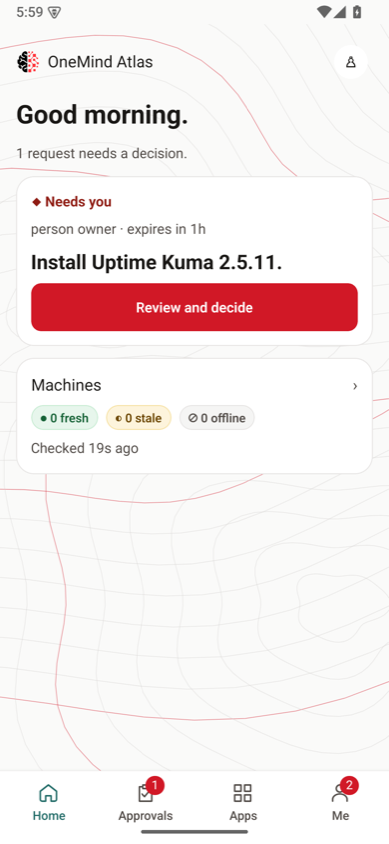 5:59
OneMind Atlas
Good morning.
1 request needs a decision.
Needs you
person owner · expires in 1h
Install Uptime Kuma 2.5.11.
Review and decide
Machines
0 fresh
0 stale
0 offline
Checked 19s ago
1
2
Home
Approvals
Apps
Me